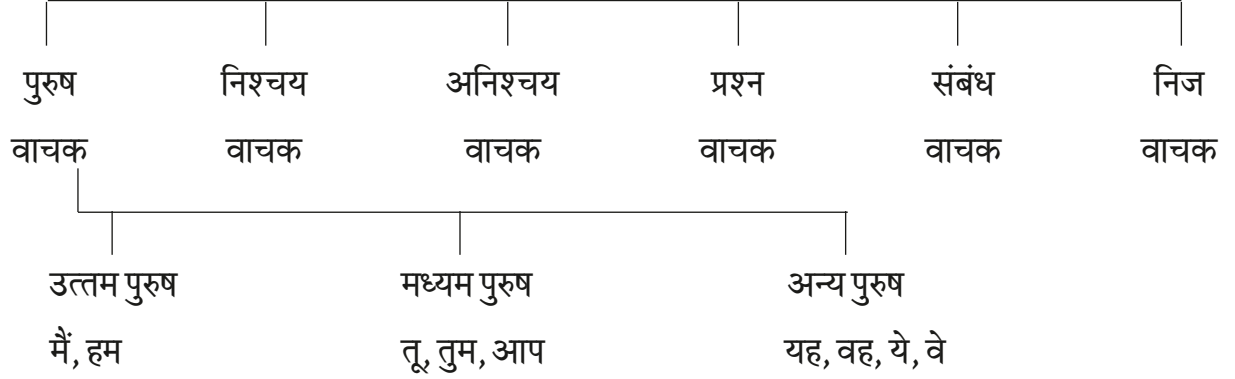 पुरुष निश्चय अनिश्चय प्रश्न संबंध निज
वाचक वाचक वाचक वाचक वाचक वाचक
उत्तम पुरुष मध्यम पुरुष अन्य पुरुष
मैं, हम तू, तुम, आप यह, वह, ये, वे